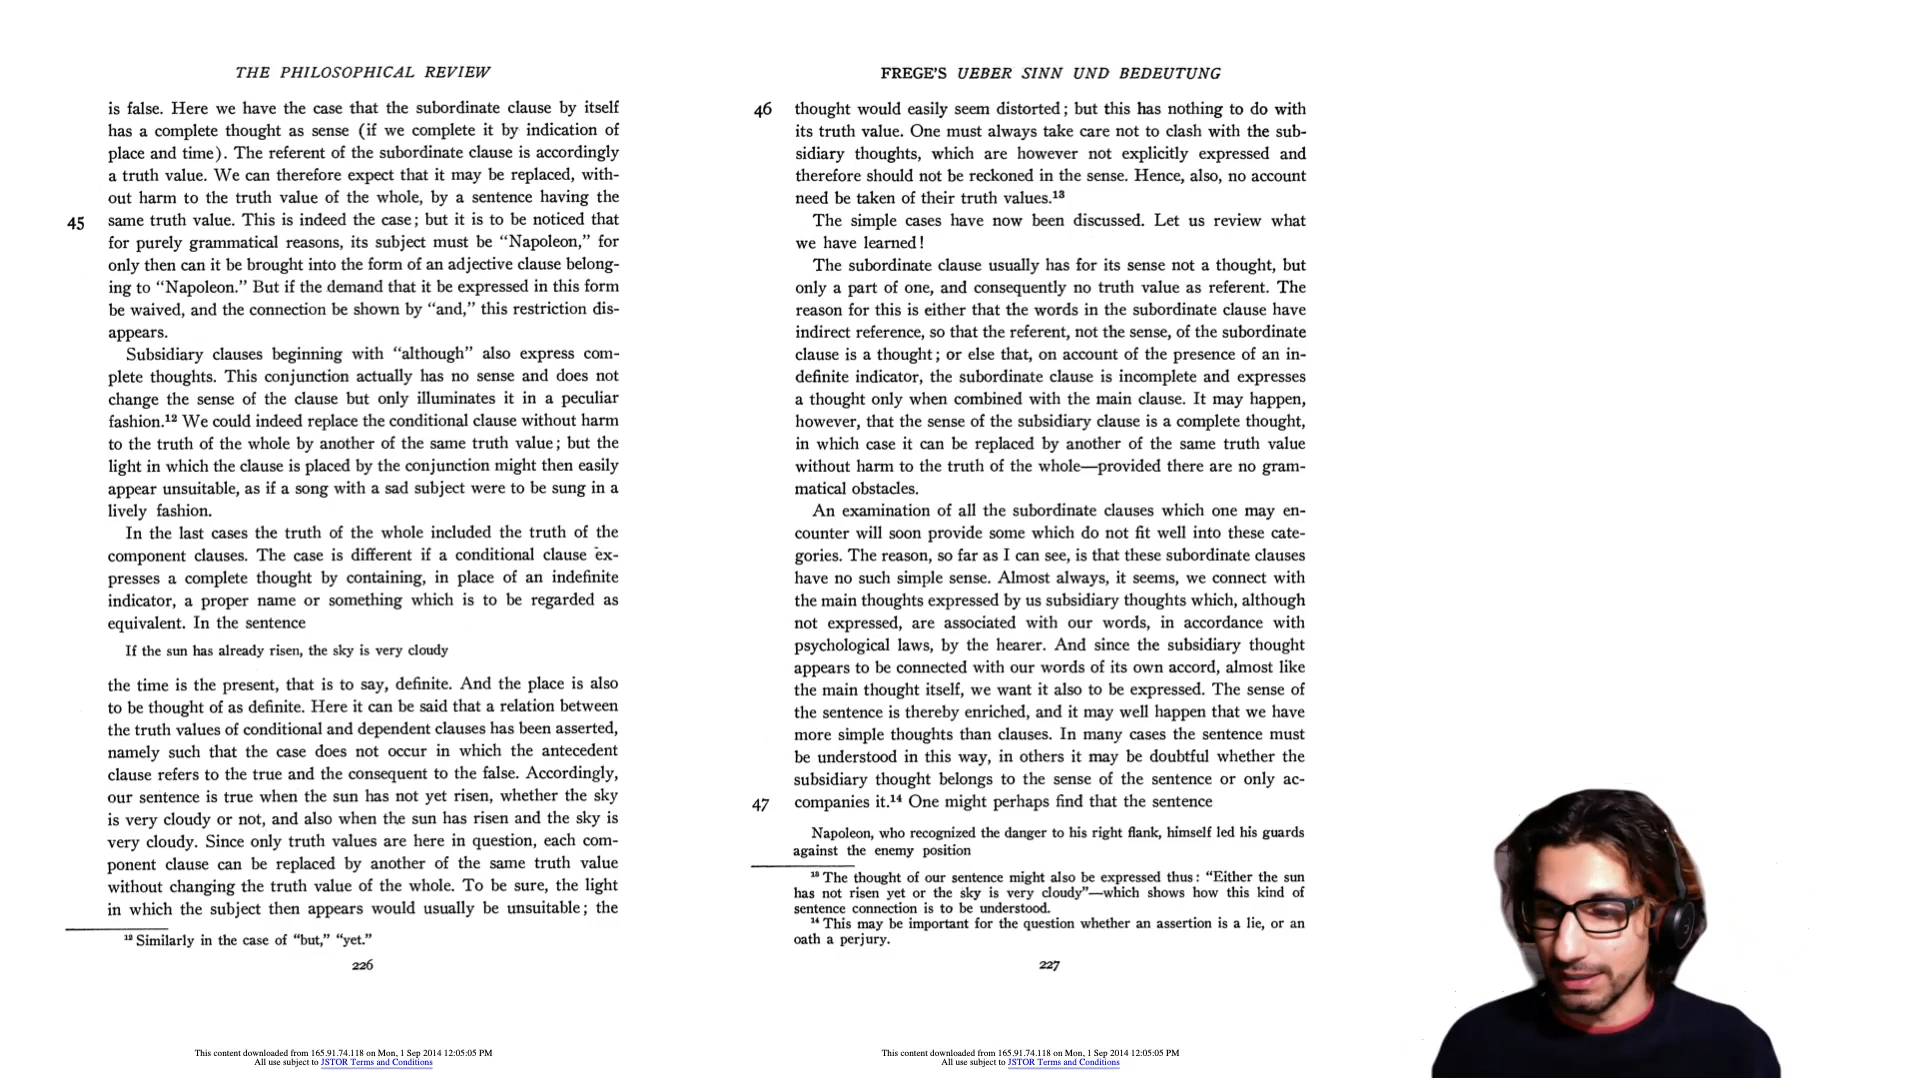 THE PHILOSOPHICAL REVIEW
is false. Here we have the case that the subordinate clause by itself
has a complete thought as sense (if we complete it by indication of
place and time). The referent of the subordinate clause is accordingly
a truth value. We can therefore expect that it may be replaced, with-
out harm to the truth value of the whole, by a sentence having the
45 same truth value. This is indeed the case; but it is to be noticed that
for purely grammatical reasons, its subject must be “Napoleon,” for
only then can it be brought into the form of an adjective clause belong-
ing to “Napoleon.” But if the demand that it be expressed in this form
be waived, and the connection be shown by “and,” this restriction dis-
appears.
Subsidiary clauses beginning with “although” also express com-
plete thoughts. This conjunction actually has no sense and does not
change the sense of the clause but only illuminates it in a peculiar
fashion.¹² We could indeed replace the conditional clause without harm
to the truth of the whole by another of the same truth value; but the
light in which the clause is placed by the conjunction might then easily
appear unsuitable, as if a song with a sad subject were to be sung in a
lively fashion.
In the last cases the truth of the whole included the truth of the
component clauses. The case is different if a conditional clause ex-
presses a complete thought by containing, in place of an indefinite
indicator, a proper name or something which is to be regarded as
equivalent. In the sentence
If the sun has already risen, the sky is very cloudy
the time is the present, that is to say, definite. And the place is also
to be thought of as definite. Here it can be said that a relation between
the truth values of conditional and dependent clauses has been asserted,
namely such that the case does not occur in which the antecedent
clause refers to the true and the consequent to the false. Accordingly,
our sentence is true when the sun has not yet risen, whether the sky
is very cloudy or not, and also when the sun has risen and the sky is
very cloudy. Since only truth values are here in question, each com-
ponent clause can be replaced by another of the same truth value
without changing the truth value of the whole. To be sure, the light
in which the subject then appears would usually be unsuitable; the
¹² Similarly in the case of “but,” “yet.”
226
This content downloaded from 165.91.74.118 on Mon, 1 Sep 2014 12:05:05 PM
All use subject to JSTOR Terms and Conditions
FREGE'S UEBER SINN UND BEDEUTUNG
46 thought would easily seem distorted; but this has nothing to do with
its truth value. One must always take care not to clash with the sub-
sidiary thoughts, which are however not explicitly expressed and
therefore should not be reckoned in the sense. Hence, also, no account
need be taken of their truth values.¹³
The simple cases have now been discussed. Let us review what
we have learned!
The subordinate clause usually has for its sense not a thought, but
only a part of one, and consequently no truth value as referent. The
reason for this is either that the words in the subordinate clause have
indirect reference, so that the referent, not the sense, of the subordinate
clause is a thought; or else that, on account of the presence of an in-
definite indicator, the subordinate clause is incomplete and expresses
a thought only when combined with the main clause. It may happen,
however, that the sense of the subsidiary clause is a complete thought,
in which case it can be replaced by another of the same truth value
without harm to the truth of the whole—provided there are no gram-
matical obstacles.
An examination of all the subordinate clauses which one may en-
counter will soon provide some which do not fit well into these cate-
gories. The reason, so far as I can see, is that these subordinate clauses
have no such simple sense. Almost always, it seems, we connect with
the main thoughts expressed by us subsidiary thoughts which, although
not expressed, are associated with our words, in accordance with
psychological laws, by the hearer. And since the subsidiary thought
appears to be connected with our words of its own accord, almost like
the main thought itself, we want it also to be expressed. The sense of
the sentence is thereby enriched, and it may well happen that we have
more simple thoughts than clauses. In many cases the sentence must
be understood in this way, in others it may be doubtful whether the
subsidiary thought belongs to the sense of the sentence or only ac-
47 companies it.¹⁴ One might perhaps find that the sentence
Napoleon, who recognized the danger to his right flank, himself led his guards
against the enemy position
¹³ The thought of our sentence might also be expressed thus: “Either the sun
has not risen yet or the sky is very cloudy”—which shows how this kind of
sentence connection is to be understood.
¹⁴ This may be important for the question whether an assertion is a lie, or an
oath a perjury.
227
This content downloaded from 165.91.74.118 on Mon, 1 Sep 2014 12:05:05 PM
All use subject to JSTOR Terms and Conditions